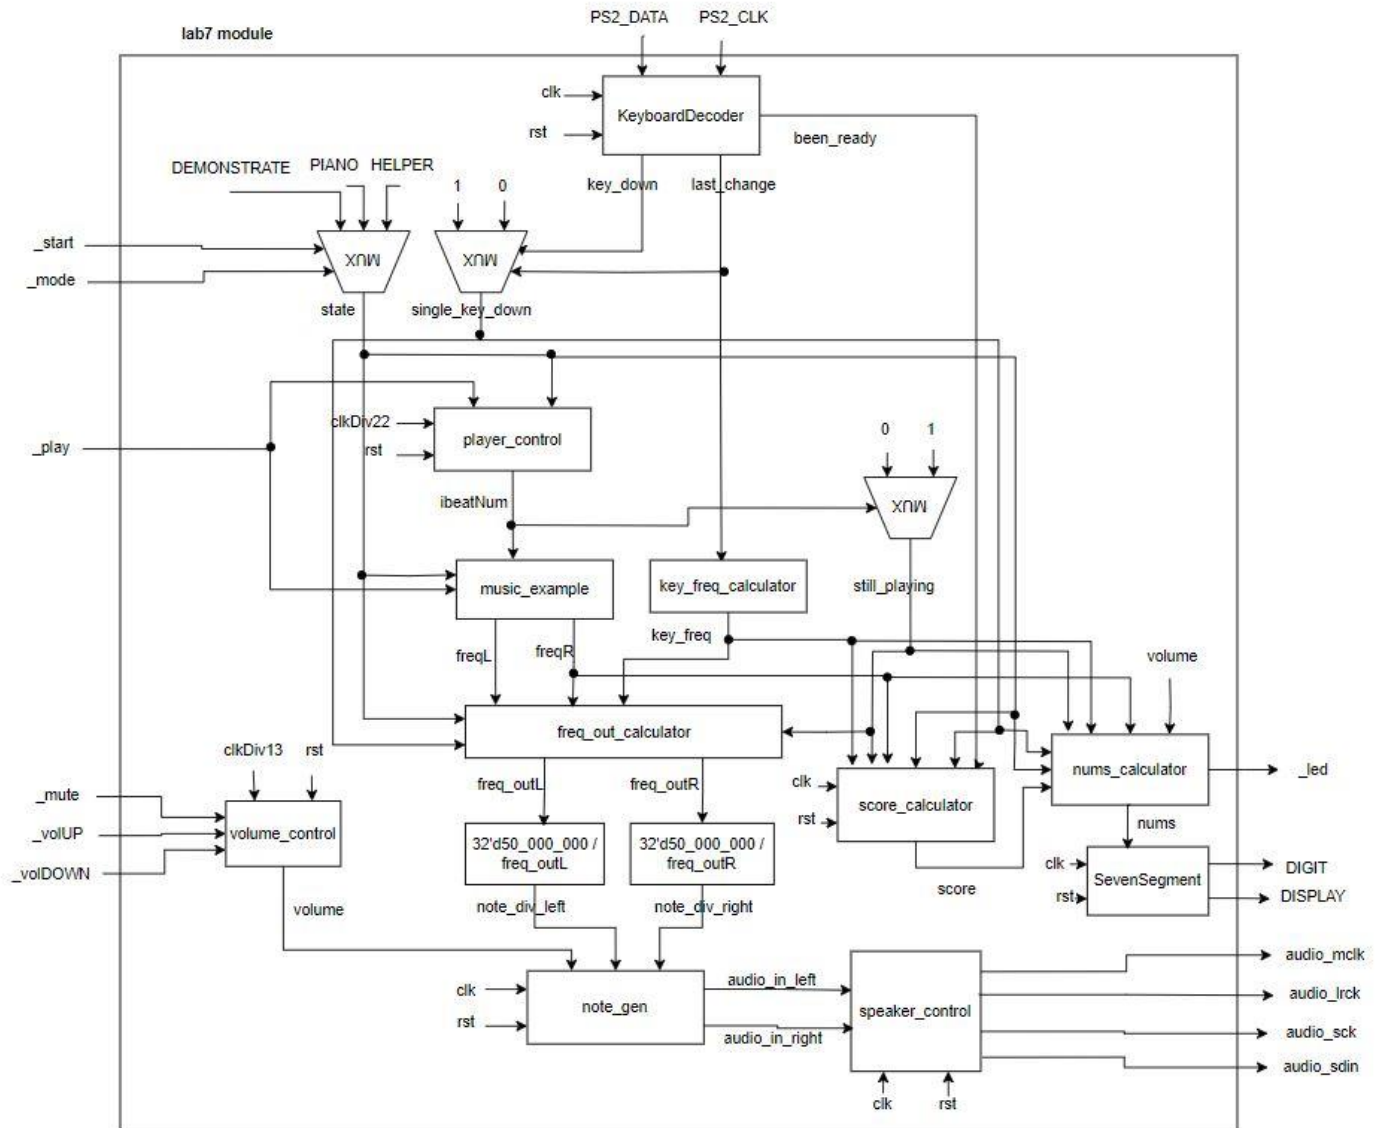 PS2_DATA PS2_CLK
lab7 module
clk
KeyboardDecoder
rst
been_ready
DEMONSTRATE PIANO HELPER
key_down last_change
1 0
_start
MUX MUX
_mode
state single_key_down
clkDiv22
player_control
_play
rst
0 1
MUX
ibeatNum
music_example
key_freq_calculator
still_playing
freqL freqR key_freq
volume
freq_out_calculator
clkDiv13 rst
nums_calculator
_led
freq_outL freq_outR
clk
score_calculator
rst
_mute
_volUP
_volDOWN
volume_control
32'd50_000_000 /
freq_outL
32'd50_000_000 /
freq_outR
nums
clk
SevenSegment
rst
DIGIT
DISPLAY
score
volume
note_div_left note_div_right
clk
note_gen
rst
audio_in_left
audio_in_right
speaker_control
clk rst
audio_mclk
audio_lrck
audio_sck
audio_sdin